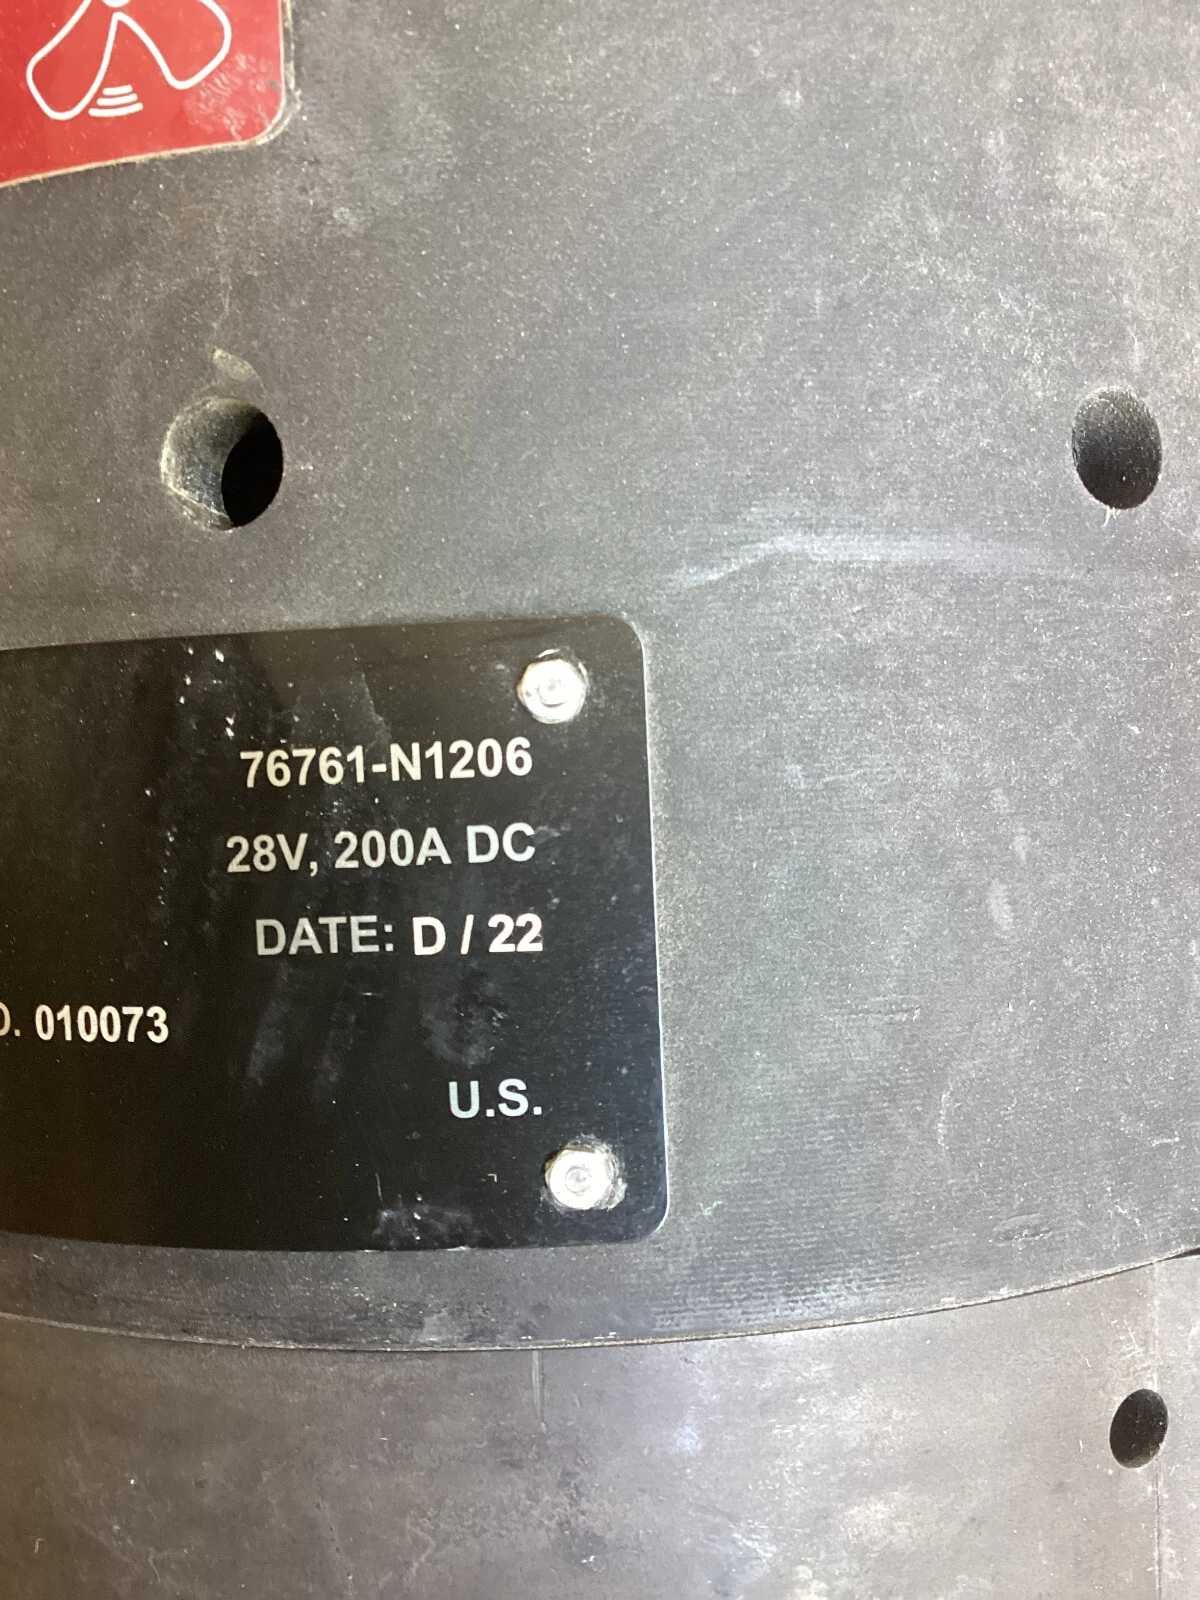 76761-N1206
28V, 200A DC
DATE: D / 22
010073
U.S.